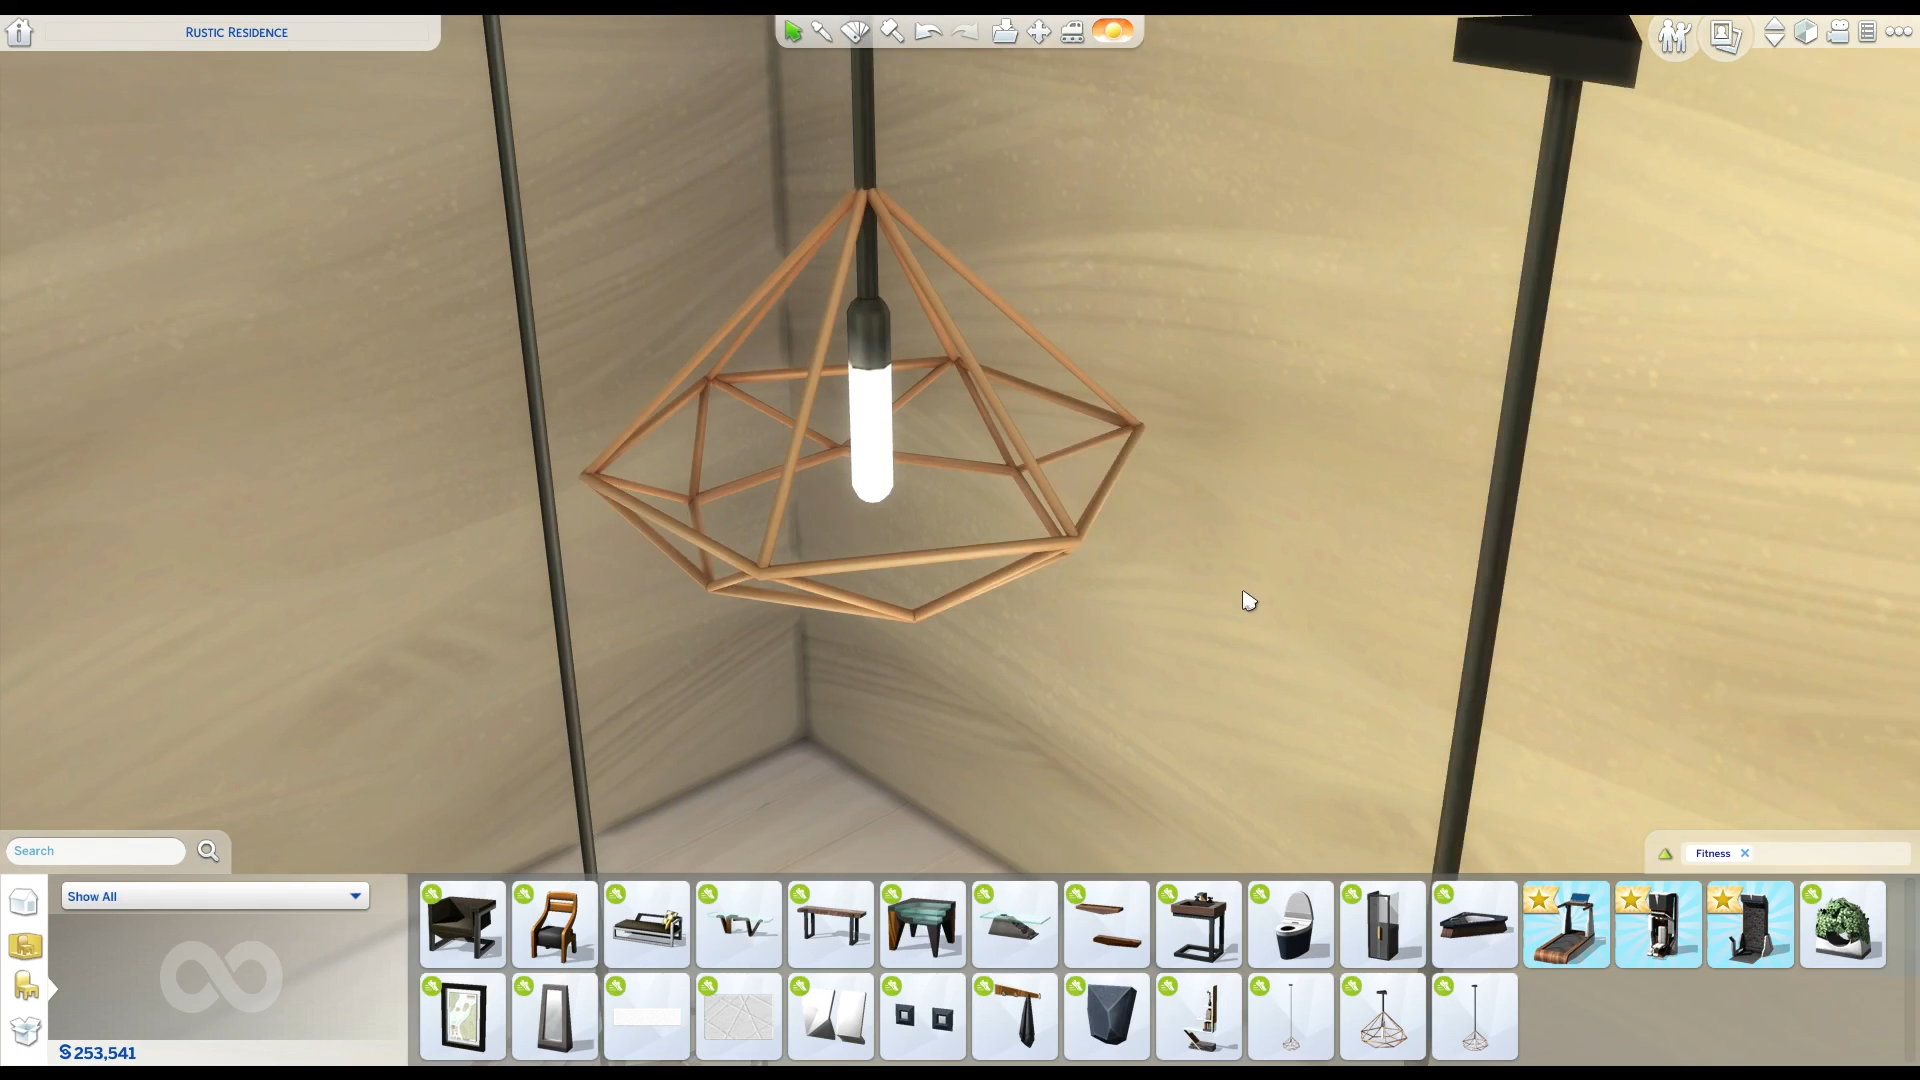 RUSTIC RESIDENCE
Search
Fitness
Show All
§253,541